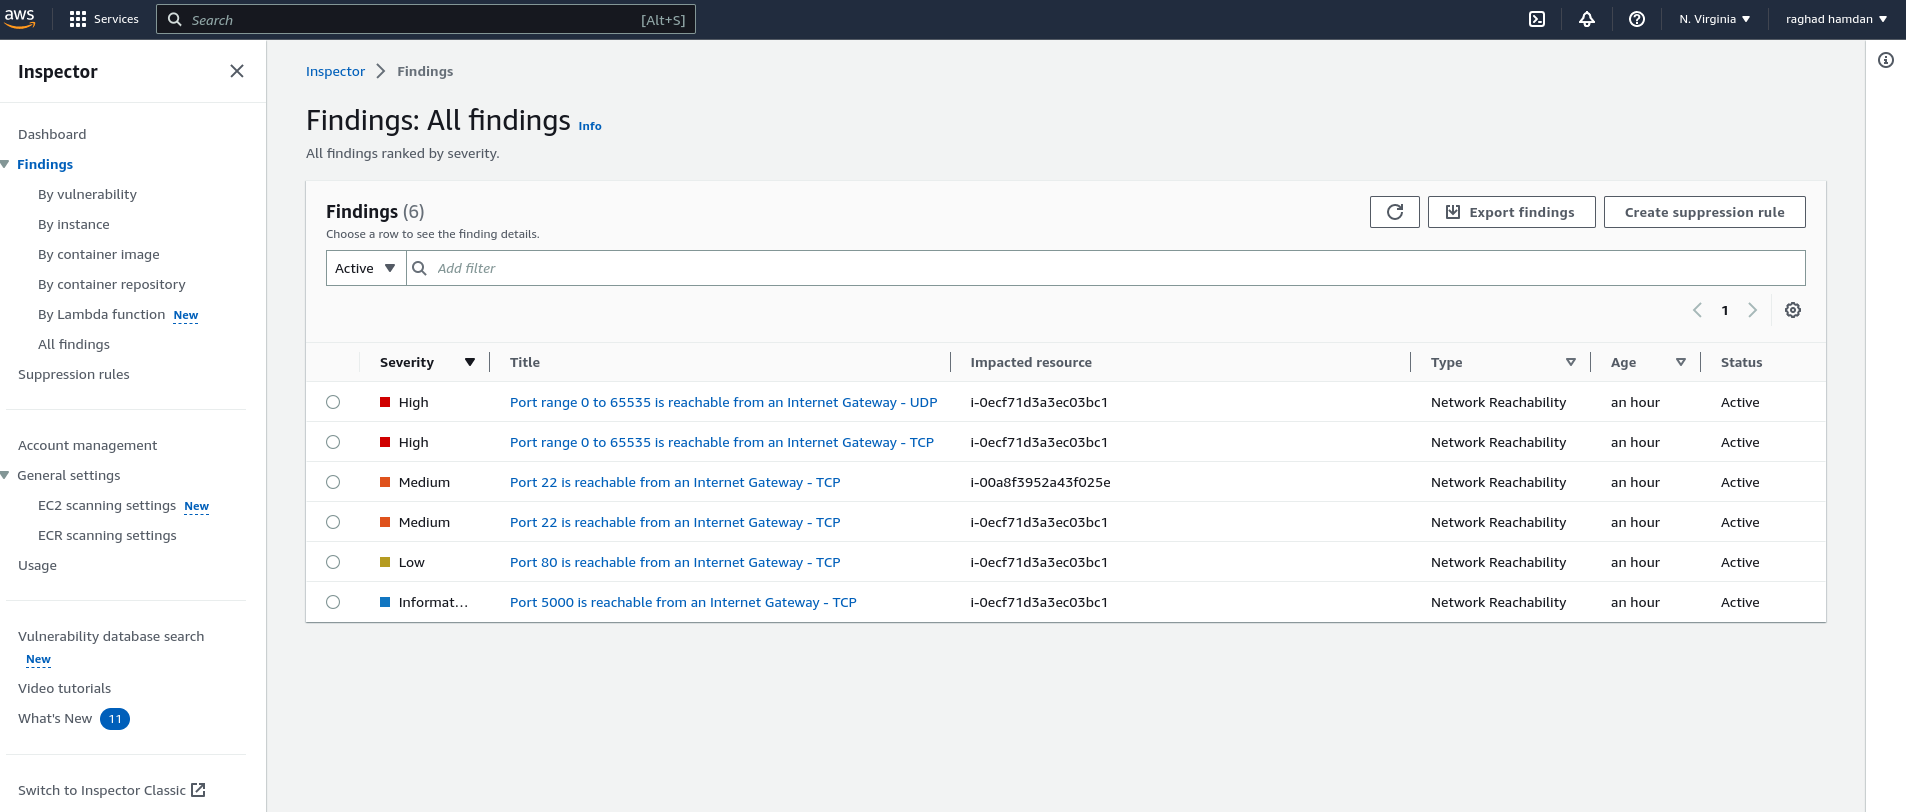 aws
Services
Search [Alt+S]
N. Virginia
raghad hamdan
Inspector
Dashboard
Findings
By vulnerability
By instance
By container image
By container repository
By Lambda function New
All findings
Suppression rules
Account management
General settings
EC2 scanning settings New
ECR scanning settings
Usage
Vulnerability database search
New
Video tutorials
What's New 11
Switch to Inspector Classic
Inspector Findings
Findings: All findings Info
All findings ranked by severity.
Findings (6)
Choose a row to see the finding details.
Export findings
Create suppression rule
Active Add filter
1
Severity Title Impacted resource Type Age Status
High Port range 0 to 65535 is reachable from an Internet Gateway - UDP i-0ecf71d3a3ec03bc1 Network Reachability an hour Active
High Port range 0 to 65535 is reachable from an Internet Gateway - TCP i-0ecf71d3a3ec03bc1 Network Reachability an hour Active
Medium Port 22 is reachable from an Internet Gateway - TCP i-00a8f3952a43f025e Network Reachability an hour Active
Medium Port 22 is reachable from an Internet Gateway - TCP i-0ecf71d3a3ec03bc1 Network Reachability an hour Active
Low Port 80 is reachable from an Internet Gateway - TCP i-0ecf71d3a3ec03bc1 Network Reachability an hour Active
Informat... Port 5000 is reachable from an Internet Gateway - TCP i-0ecf71d3a3ec03bc1 Network Reachability an hour Active